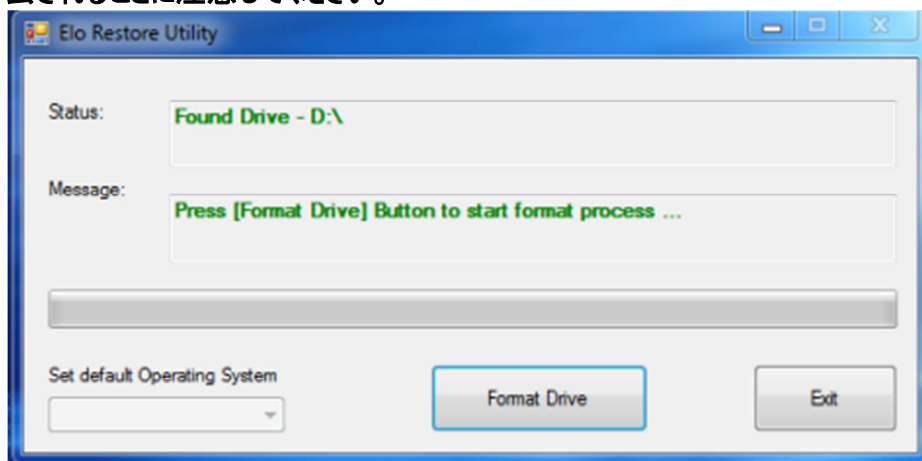 Elo Restore Utility
Status:
Found Drive - D:\
Message:
Press [Format Drive] Button to start format process ...
Set default Operating System
Format Drive
Exit